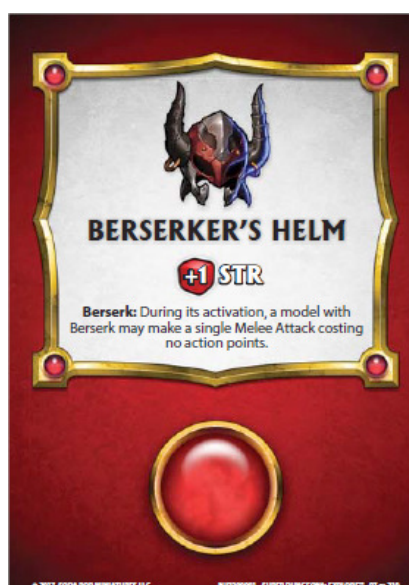 BERSERKER'S HELM
+1 STR
Berserk: During its activation, a model with
Berserk may make a single Melee Attack costing
no action points.